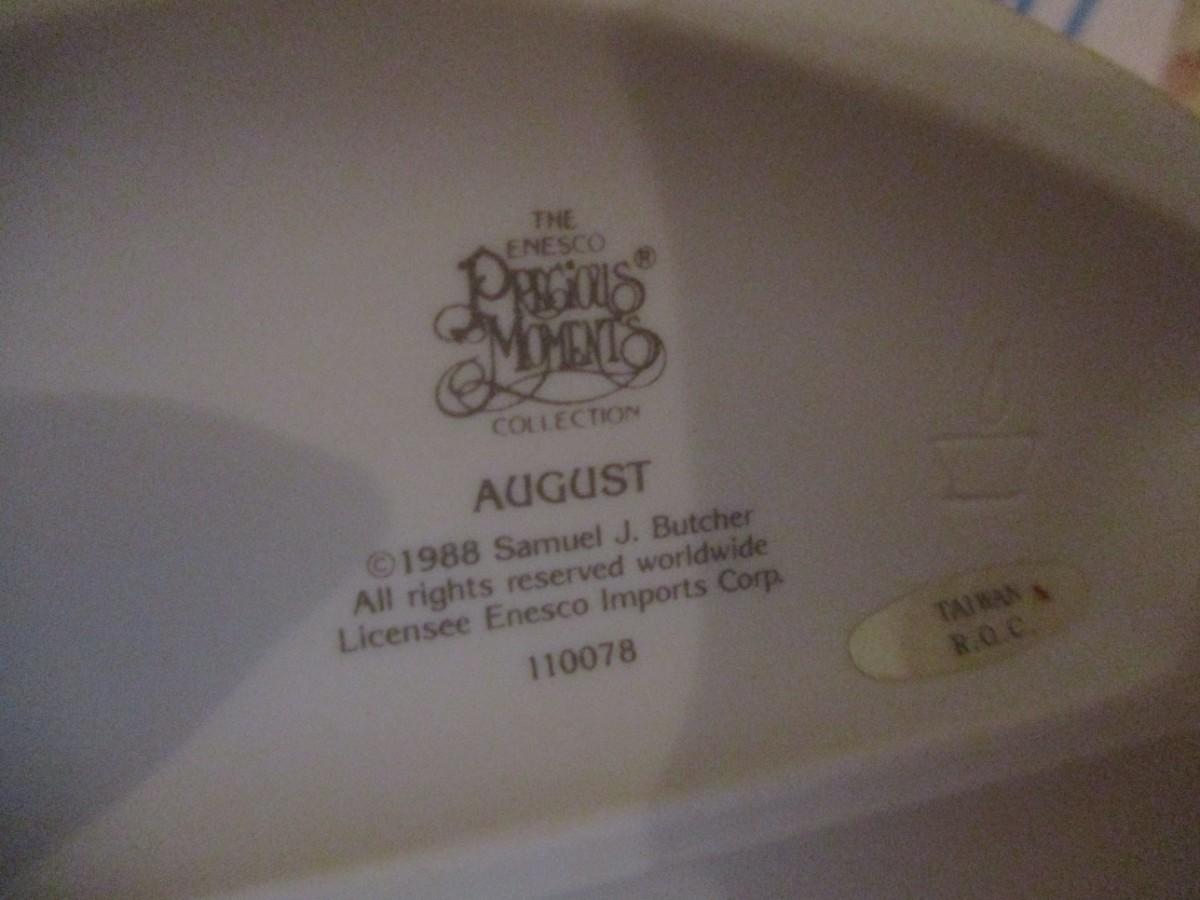 THE
ENESCO
PRECIOUS®
MOMENTS
COLLECTION
AUGUST
©1988 Samuel J. Butcher
All rights reserved worldwide
Licensee Enesco Imports Corp.
110078
TAIWAN
R.O.C.